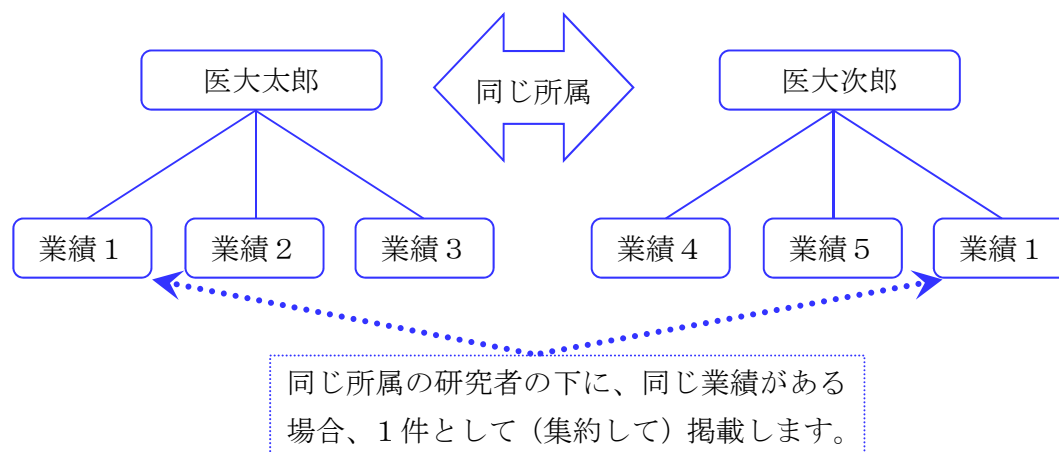 医大太郎
同じ所属
医大次郎
業績１
業績２
業績３
業績４
業績５
業績１
同じ所属の研究者の下に、同じ業績がある
場合、１件として（集約して）掲載します。